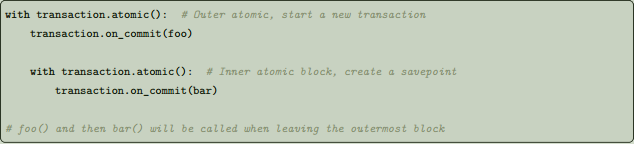 with transaction.atomic():  # Outer atomic, start a new transaction
    transaction.on_commit(foo)

    with transaction.atomic():  # Inner atomic block, create a savepoint
        transaction.on_commit(bar)

# foo() and then bar() will be called when leaving the outermost block